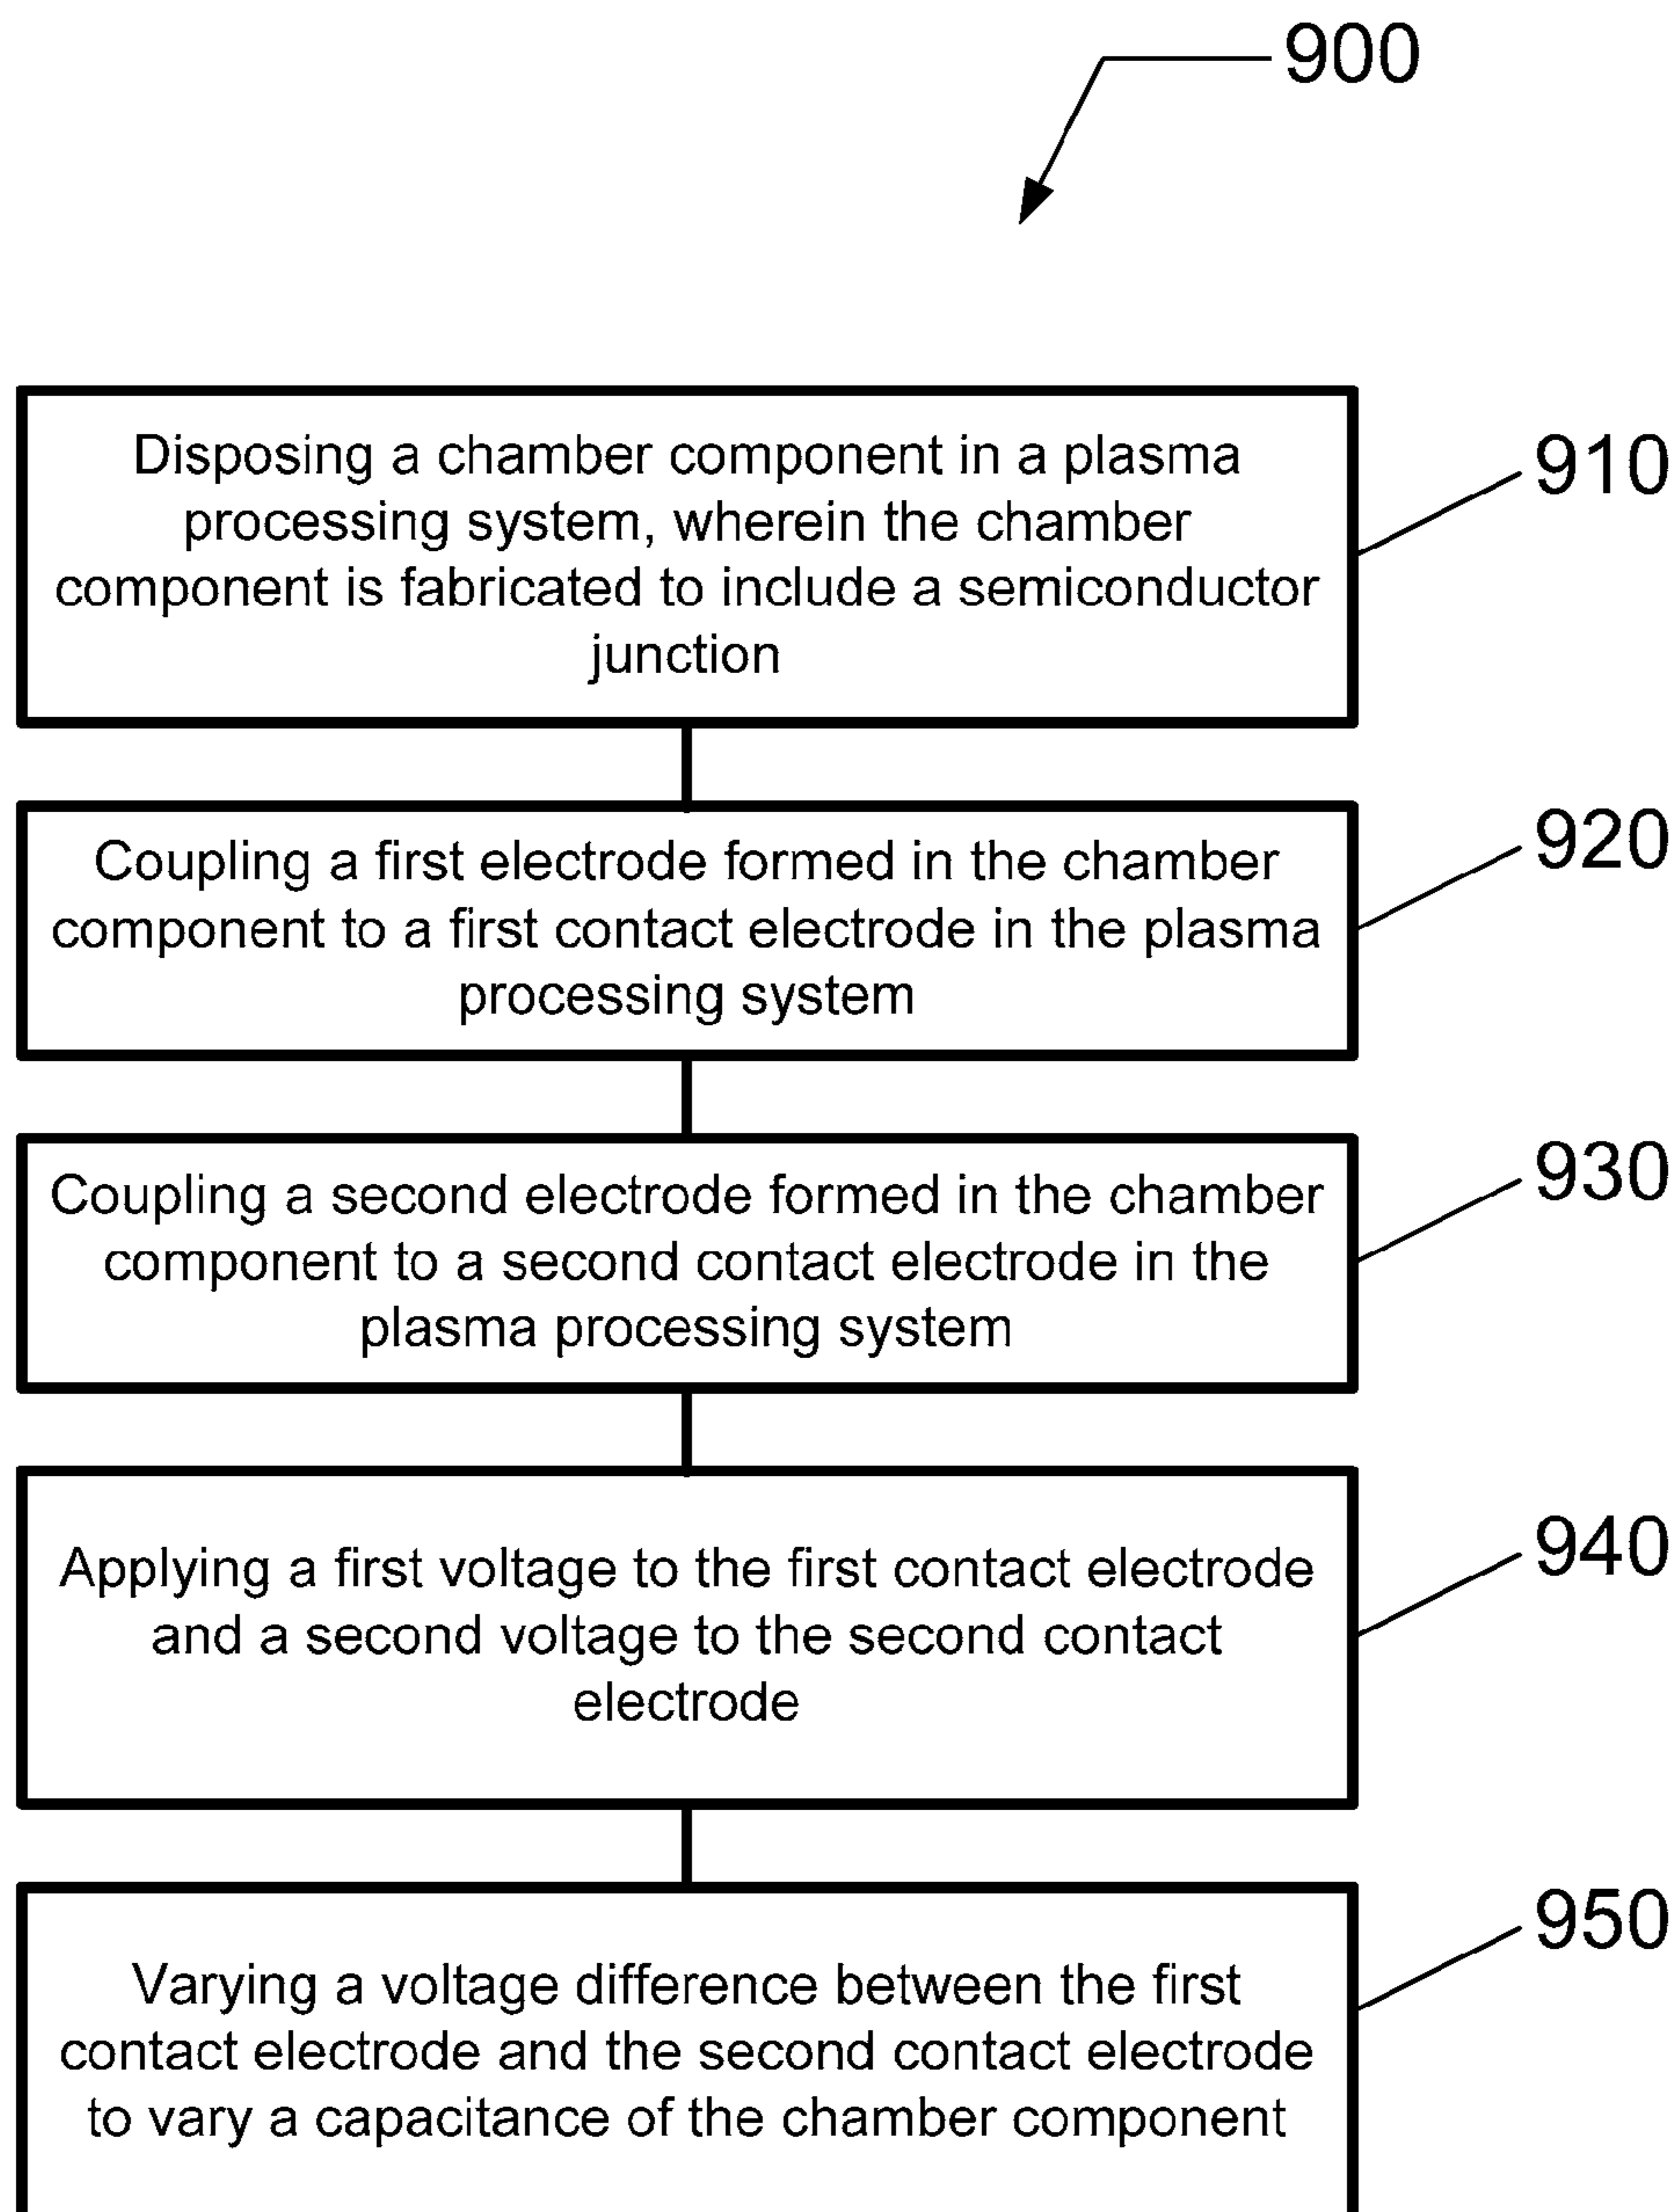 900
Disposing a chamber component in a plasma
processing system, wherein the chamber
component is fabricated to include a semiconductor
junction
910
Coupling a first electrode formed in the chamber
component to a first contact electrode in the plasma
processing system
920
Coupling a second electrode formed in the chamber
component to a second contact electrode in the
plasma processing system
930
Applying a first voltage to the first contact electrode
and a second voltage to the second contact
electrode
940
Varying a voltage difference between the first
contact electrode and the second contact electrode
to vary a capacitance of the chamber component
950